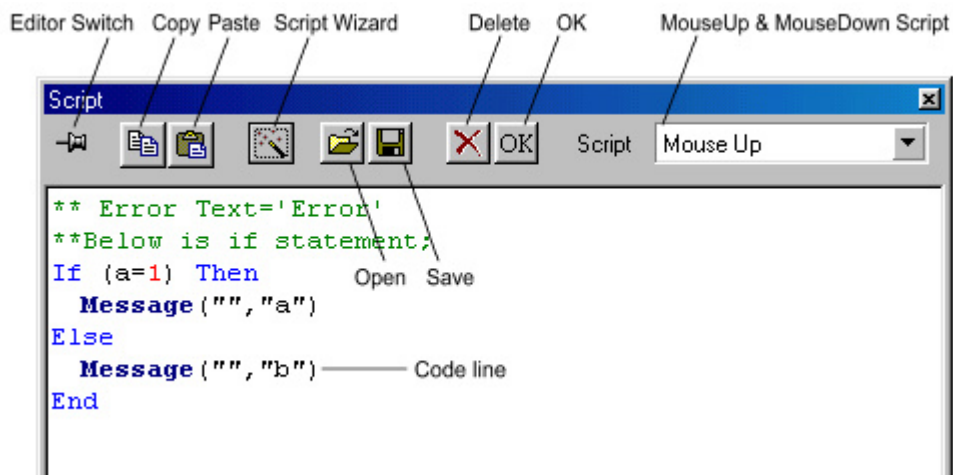 Editor Switch Copy Paste Script Wizard Delete OK MouseUp & MouseDown Script
Script
OK Script Mouse Up
** Error Text='Error'
**Below is if statement;
If (a=1) Then
Open Save
Message("","a")
Else
Message("","b") Code line
End